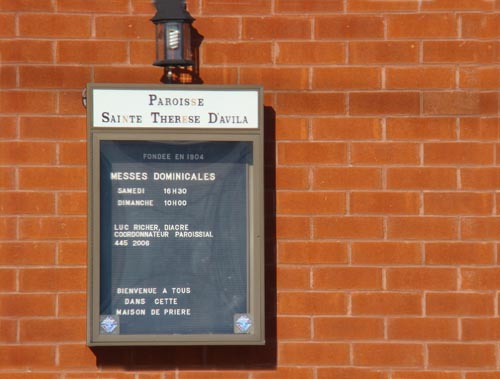 PAROISSE
SAINTE THERESE D'AVILA
FONDEE EN 1904
MESSES DOMINICALES
SAMEDI 16H30
DIMANCHE 10H00
LUC RICHER, DIACRE
COORDONNATEUR PAROISSIAL
445 2006
BIENVENUE A TOUS
DANS CETTE
MAISON DE PRIERE